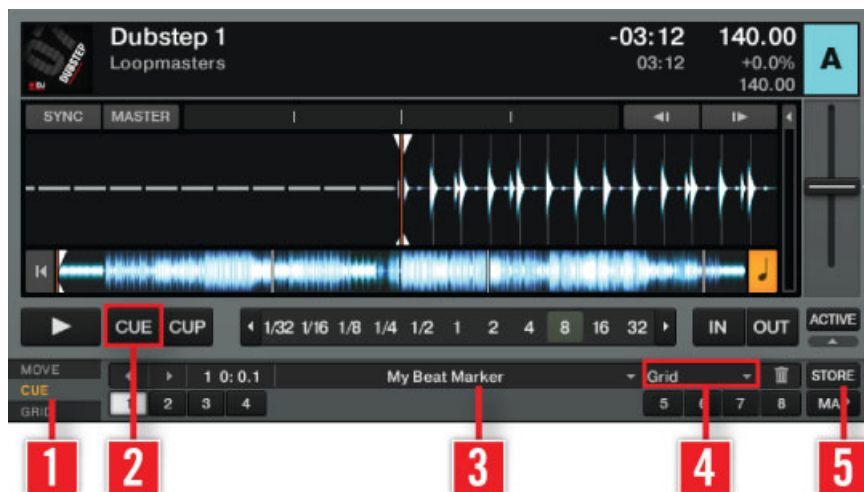 Dubstep 1
Loopmasters
-03:12 140.00
03:12 +0.0%
140.00
A
DJ
DUBSTEP
SYNC MASTER
CUE CUP 1/32 1/16 1/8 1/4 1/2 1 2 4 8 16 32 IN OUT ACTIVE
MOVE
CUE
GRID
1 0:0.1 My Beat Marker Grid STORE
1 2 3 4 5 6 7 8 MAP
1 2 3 4 5